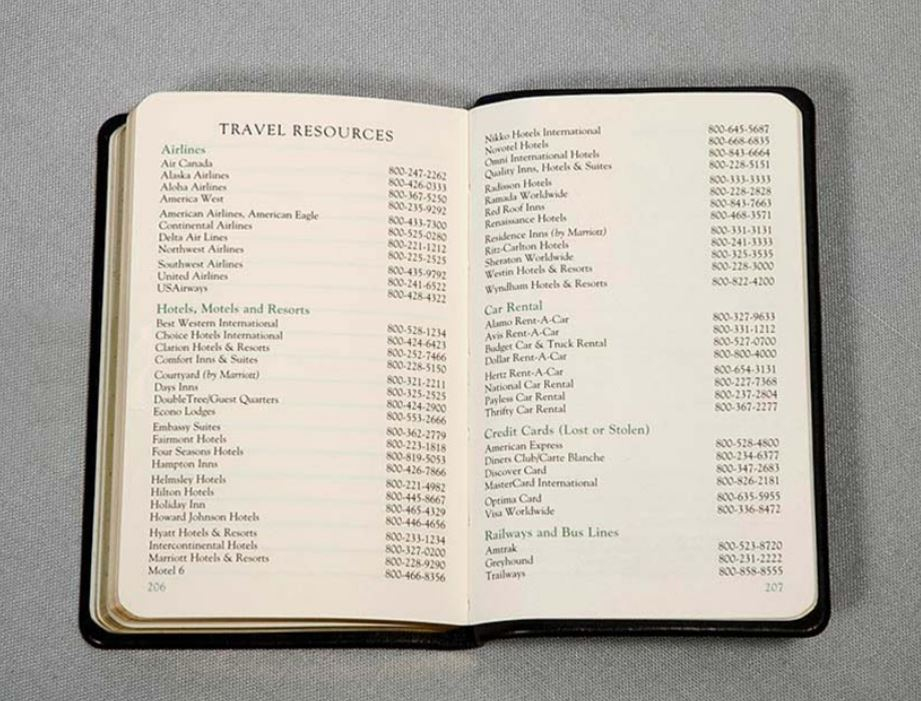 TRAVEL RESOURCES
Airlines
Air Canada 800-247-2262
Alaska Airlines 800-426-0333
Aloha Airlines 800-367-5250
America West 800-235-9292
American Airlines, American Eagle 800-433-7300
Continental Airlines 800-525-0280
Delta Air Lines 800-221-1212
Northwest Airlines 800-225-2525
Southwest Airlines 800-435-9792
United Airlines 800-241-6522
USAirways 800-428-4322
Hotels, Motels and Resorts
Best Western International 800-528-1234
Choice Hotels International 800-424-6423
Clarion Hotels & Resorts 800-252-7466
Comfort Inns & Suites 800-228-5150
Courtyard (by Marriott) 800-321-2211
Days Inns 800-325-2525
DoubleTree/Guest Quarters 800-424-2900
Econo Lodges 800-553-2666
Embassy Suites 800-362-2779
Fairmont Hotels 800-223-1818
Four Seasons Hotels 800-819-5053
Hampton Inns 800-426-7866
Helmsley Hotels 800-221-4982
Hilton Hotels 800-445-8667
Holiday Inn 800-465-4329
Howard Johnson Hotels 800-446-4656
Hyatt Hotels & Resorts 800-233-1234
Intercontinental Hotels 800-327-0200
Marriott Hotels & Resorts 800-228-9290
Motel 6 800-466-8356
206
Nikko Hotels International 800-645-5687
Novotel Hotels 800-668-6835
Omni International Hotels 800-843-6664
Quality Inns, Hotels & Suites 800-228-5151
Radisson Hotels 800-333-3333
Ramada Worldwide 800-228-2828
Red Roof Inns 800-843-7663
Renaissance Hotels 800-468-3571
Residence Inns (by Marriott) 800-331-3131
Ritz-Carlton Hotels 800-241-3333
Sheraton Worldwide 800-325-3535
Westin Hotels & Resorts 800-228-3000
Wyndham Hotels & Resorts 800-822-4200
Car Rental
Alamo Rent-A-Car 800-327-9633
Avis Rent-A-Car 800-331-1212
Budget Car & Truck Rental 800-527-0700
Dollar Rent-A-Car 800-800-4000
Hertz Rent-A-Car 800-654-3131
National Car Rental 800-227-7368
Payless Car Rental 800-237-2804
Thrifty Car Rental 800-367-2277
Credit Cards (Lost or Stolen)
American Express 800-528-4800
Diners Club/Carte Blanche 800-234-6377
Discover Card 800-347-2683
MasterCard International 800-826-2181
Optima Card 800-635-5955
Visa Worldwide 800-336-8472
Railways and Bus Lines
Amtrak 800-523-8720
Greyhound 800-231-2222
Trailways 800-858-8555
207